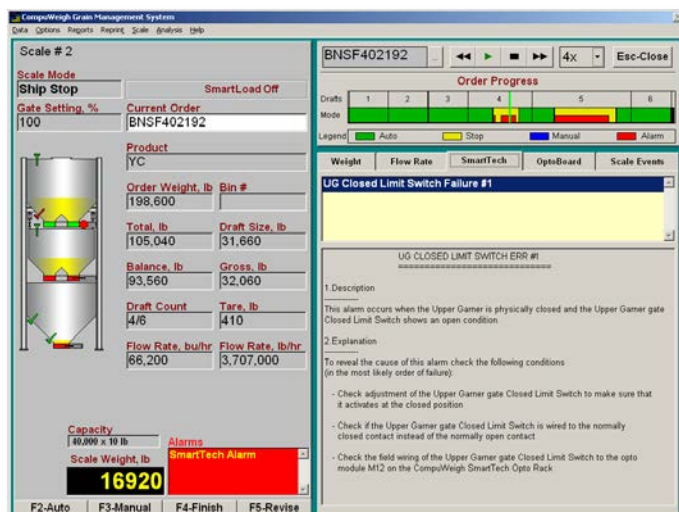 CompuWeigh Grain Management System
Data Options Reports Reprint Scale Analysis Help
Scale # 2
Scale Mode
Ship Stop
SmartLoad Off
Gate Setting, %
100
Current Order
BNSF402192
Product
YC
Order Weight, lb
Bin #
198,600
Total, lb
Draft Size, lb
105,040
31,660
Balance, lb
Gross, lb
93,560
32,060
Draft Count
Tare, lb
4/6
410
Flow Rate, bu/hr
Flow Rate, lb/hr
66,200
3,707,000
Capacity
40,000 x 10 lb
Scale Weight, lb
16920
Alarms
SmartTech Alarm
F2-Auto
F3-Manual
F4-Finish
F5-Revise
BNSF402192
...
4x
Esc-Close
Order Progress
Drafts 1 2 3 4 5 6
Mode
Legend Auto Stop Manual Alarm
Weight
Flow Rate
SmartTech
OptoBoard
Scale Events
UG Closed Limit Switch Failure #1
UG CLOSED LIMIT SWITCH ERR #1
==============================
1.Description
------------
This alarm occurs when the Upper Garner is physically closed and the Upper Garner gate
Closed Limit Switch shows an open condition.
2.Explanation
------------
To reveal the cause of this alarm check the following conditions
(in the most likely order of failure):
- Check adjustment of the Upper Garner gate Closed Limit Switch to make sure that
it activates at the closed position
- Check if the Upper Garner gate Closed Limit Switch is wired to the normally
closed contact instead of the normally open contact
- Check the field wiring of the Upper Garner gate Closed Limit Switch to the opto
module M12 on the CompuWeigh SmartTech Opto Rack